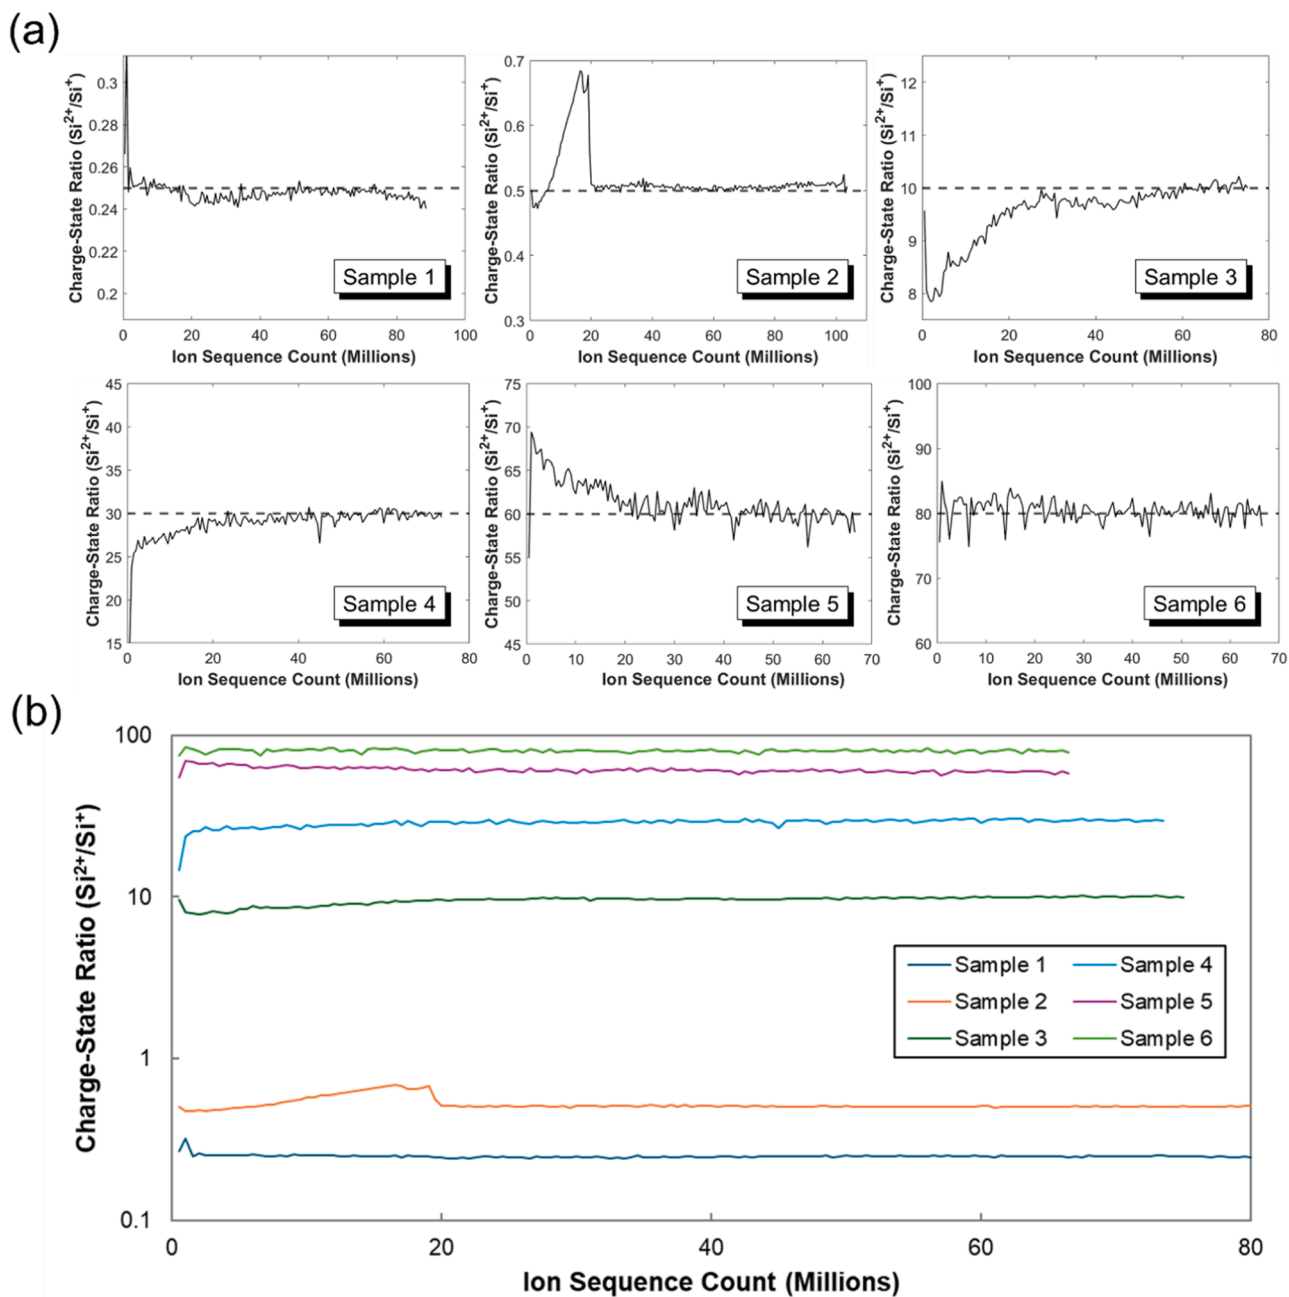 (a)
Charge-State Ratio (Si²⁺/Si⁺)
0.3
0.28
0.26
0.24
0.22
0.2
0 20 40 60 80 100
Ion Sequence Count (Millions)
Sample 1
Charge-State Ratio (Si²⁺/Si⁺)
0.7
0.6
0.5
0.4
0.3
0 20 40 60 80 100
Ion Sequence Count (Millions)
Sample 2
Charge-State Ratio (Si²⁺/Si⁺)
12
11
10
9
8
0 20 40 60 80
Ion Sequence Count (Millions)
Sample 3
Charge-State Ratio (Si²⁺/Si⁺)
45
40
35
30
25
20
15
0 20 40 60 80
Ion Sequence Count (Millions)
Sample 4
Charge-State Ratio (Si²⁺/Si⁺)
75
70
65
60
55
50
45
0 10 20 30 40 50 60 70
Ion Sequence Count (Millions)
Sample 5
Charge-State Ratio (Si²⁺/Si⁺)
100
90
80
70
60
0 10 20 30 40 50 60 70
Ion Sequence Count (Millions)
Sample 6
(b)
Charge-State Ratio (Si²⁺/Si⁺)
100
10
1
0.1
0 20 40 60 80
Ion Sequence Count (Millions)
Sample 1 Sample 4
Sample 2 Sample 5
Sample 3 Sample 6